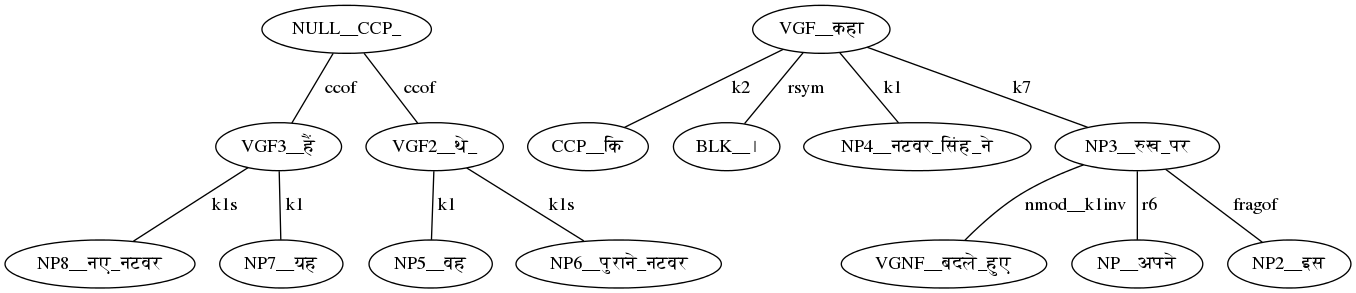 NULL__CCP_ VGF__कहा
ccof ccof k2 rsym k1 k7
VGF3__हैं VGF2__थे_ CCP__कि BLK__। NP4__नटवर_सिंह_ने NP3__रुख_पर
k1s k1 k1 k1s nmod__k1inv r6 fragof
NP8__नए_नटवर NP7__यह NP5__वह NP6__पुराने_नटवर VGNF__बदले_हुए NP__अपने NP2__इस